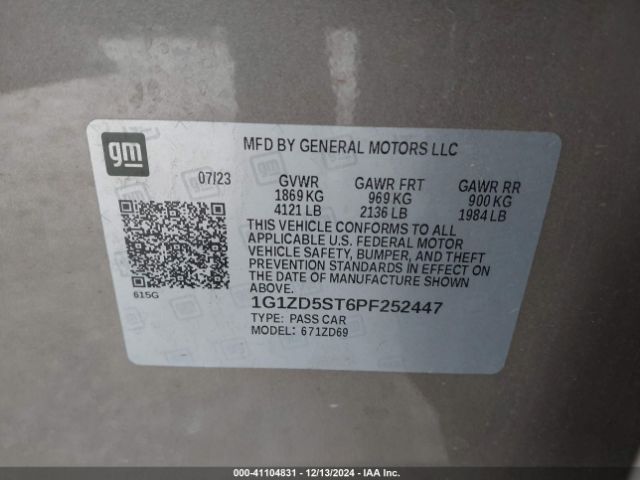 gm
MFD BY GENERAL MOTORS LLC
07/23
GVWR GAWR FRT GAWR RR
1869 KG 969 KG 900 KG
4121 LB 2136 LB 1984 LB
THIS VEHICLE CONFORMS TO ALL
APPLICABLE U.S. FEDERAL MOTOR
VEHICLE SAFETY, BUMPER, AND THEFT
PREVENTION STANDARDS IN EFFECT ON
THE DATE OF MANUFACTURE SHOWN
ABOVE.
615G
1G1ZD5ST6PF252447
TYPE: PASS CAR
MODEL: 671ZD69
000-41104831 - 12/13/2024 - IAA Inc.